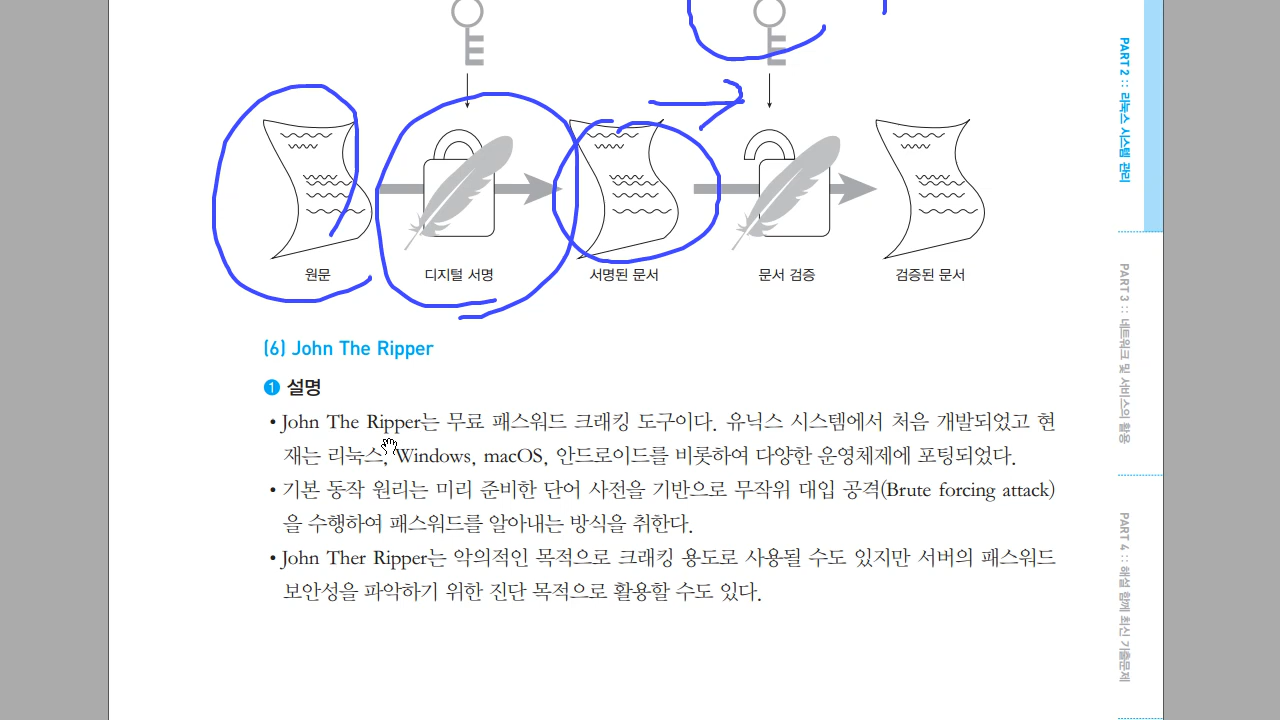 원문
디지털 서명
서명된 문서
문서 검증
검증된 문서
(6) John The Ripper
❶ 설명
• John The Ripper는 무료 패스워드 크래킹 도구이다. 유닉스 시스템에서 처음 개발되었고 현
재는 리눅스, Windows, macOS, 안드로이드를 비롯하여 다양한 운영체제에 포팅되었다.
• 기본 동작 원리는 미리 준비한 단어 사전을 기반으로 무작위 대입 공격(Brute forcing attack)
을 수행하여 패스워드를 알아내는 방식을 취한다.
• John Ther Ripper는 악의적인 목적으로 크래킹 용도로 사용될 수도 있지만 서버의 패스워드
보안성을 파악하기 위한 진단 목적으로 활용할 수도 있다.
PART 2 :: 리눅스 시스템 관리
PART 3 :: 네트워크 및 서비스의 활용
PART 4 :: 해설 함께 최신 기출문제